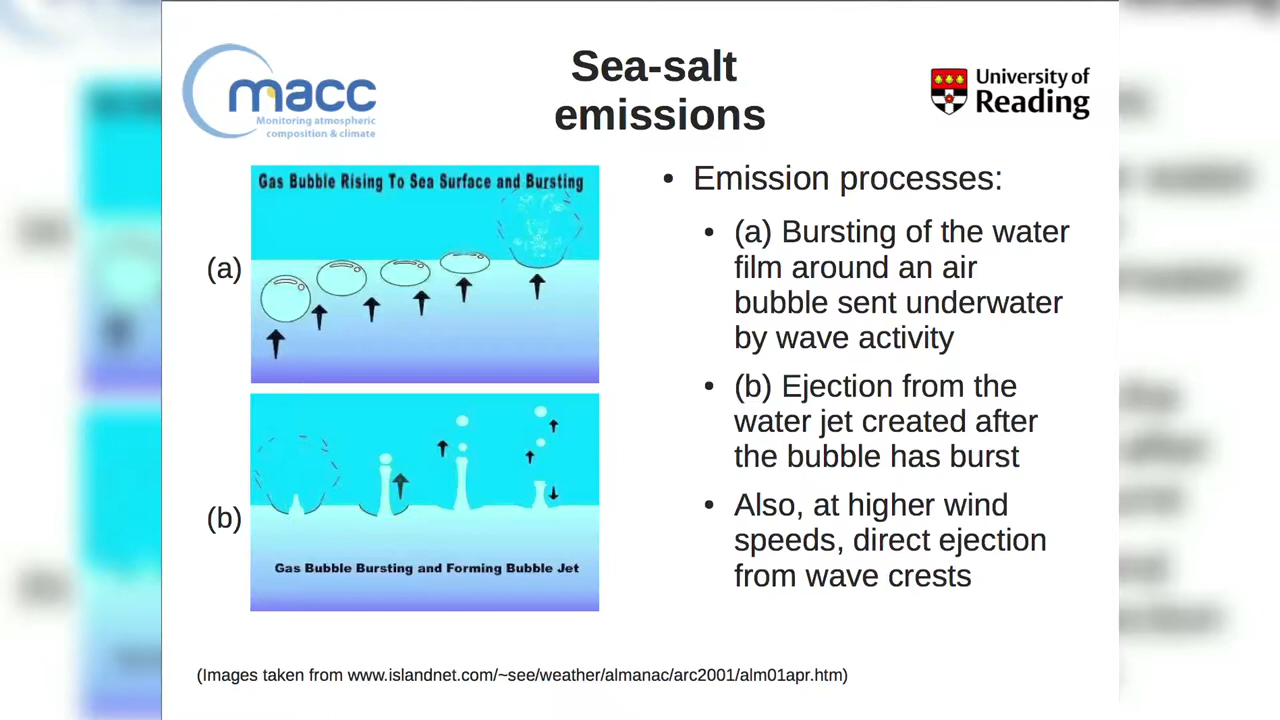 macc
Monitoring atmospheric
composition & climate
Sea-salt
emissions
University of
Reading
Gas Bubble Rising To Sea Surface and Bursting
(a)
Gas Bubble Bursting and Forming Bubble Jet
(b)
• Emission processes:
• (a) Bursting of the water
film around an air
bubble sent underwater
by wave activity
• (b) Ejection from the
water jet created after
the bubble has burst
• Also, at higher wind
speeds, direct ejection
from wave crests
(Images taken from www.islandnet.com/~see/weather/almanac/arc2001/alm01apr.htm)